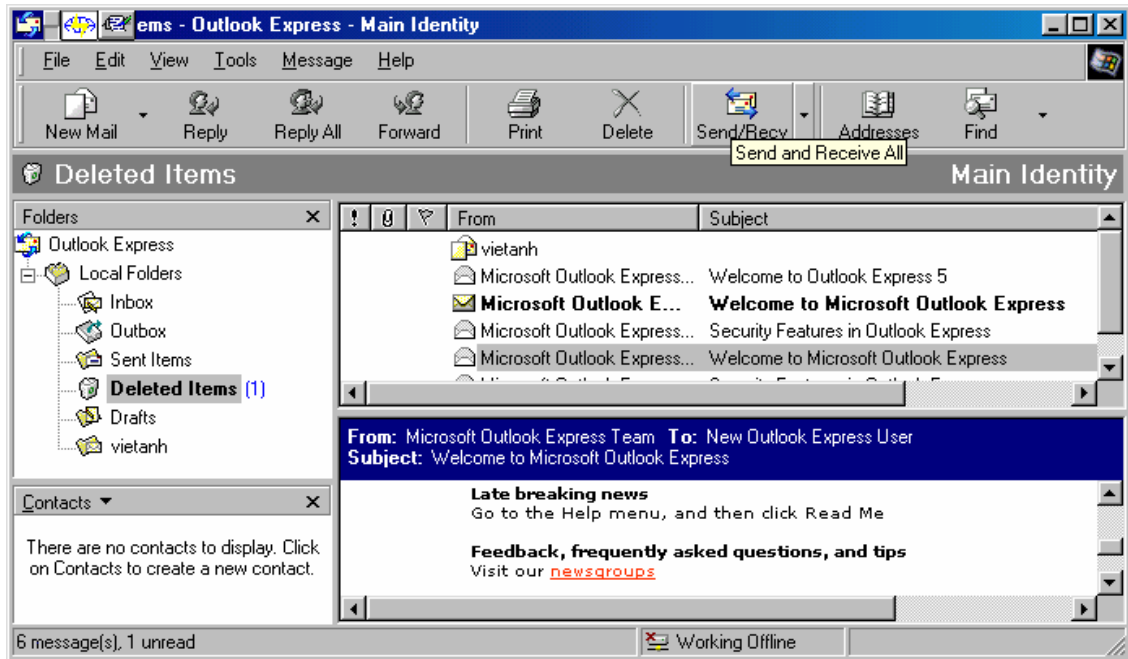 ems - Outlook Express - Main Identity
File Edit View Tools Message Help
New Mail Reply Reply All Forward Print Delete Send/Recv Addresses Find
Send and Receive All
Deleted Items Main Identity
Folders
Outlook Express
Local Folders
Inbox
Outbox
Sent Items
Deleted Items (1)
Drafts
vietanh
Contacts
There are no contacts to display. Click
on Contacts to create a new contact.
! From Subject
vietanh
Microsoft Outlook Express... Welcome to Outlook Express 5
Microsoft Outlook E... Welcome to Microsoft Outlook Express
Microsoft Outlook Express... Security Features in Outlook Express
Microsoft Outlook Express... Welcome to Microsoft Outlook Express
From: Microsoft Outlook Express Team To: New Outlook Express User
Subject: Welcome to Microsoft Outlook Express
Late breaking news
Go to the Help menu, and then click Read Me
Feedback, frequently asked questions, and tips
Visit our newsgroups
6 message(s), 1 unread Working Offline